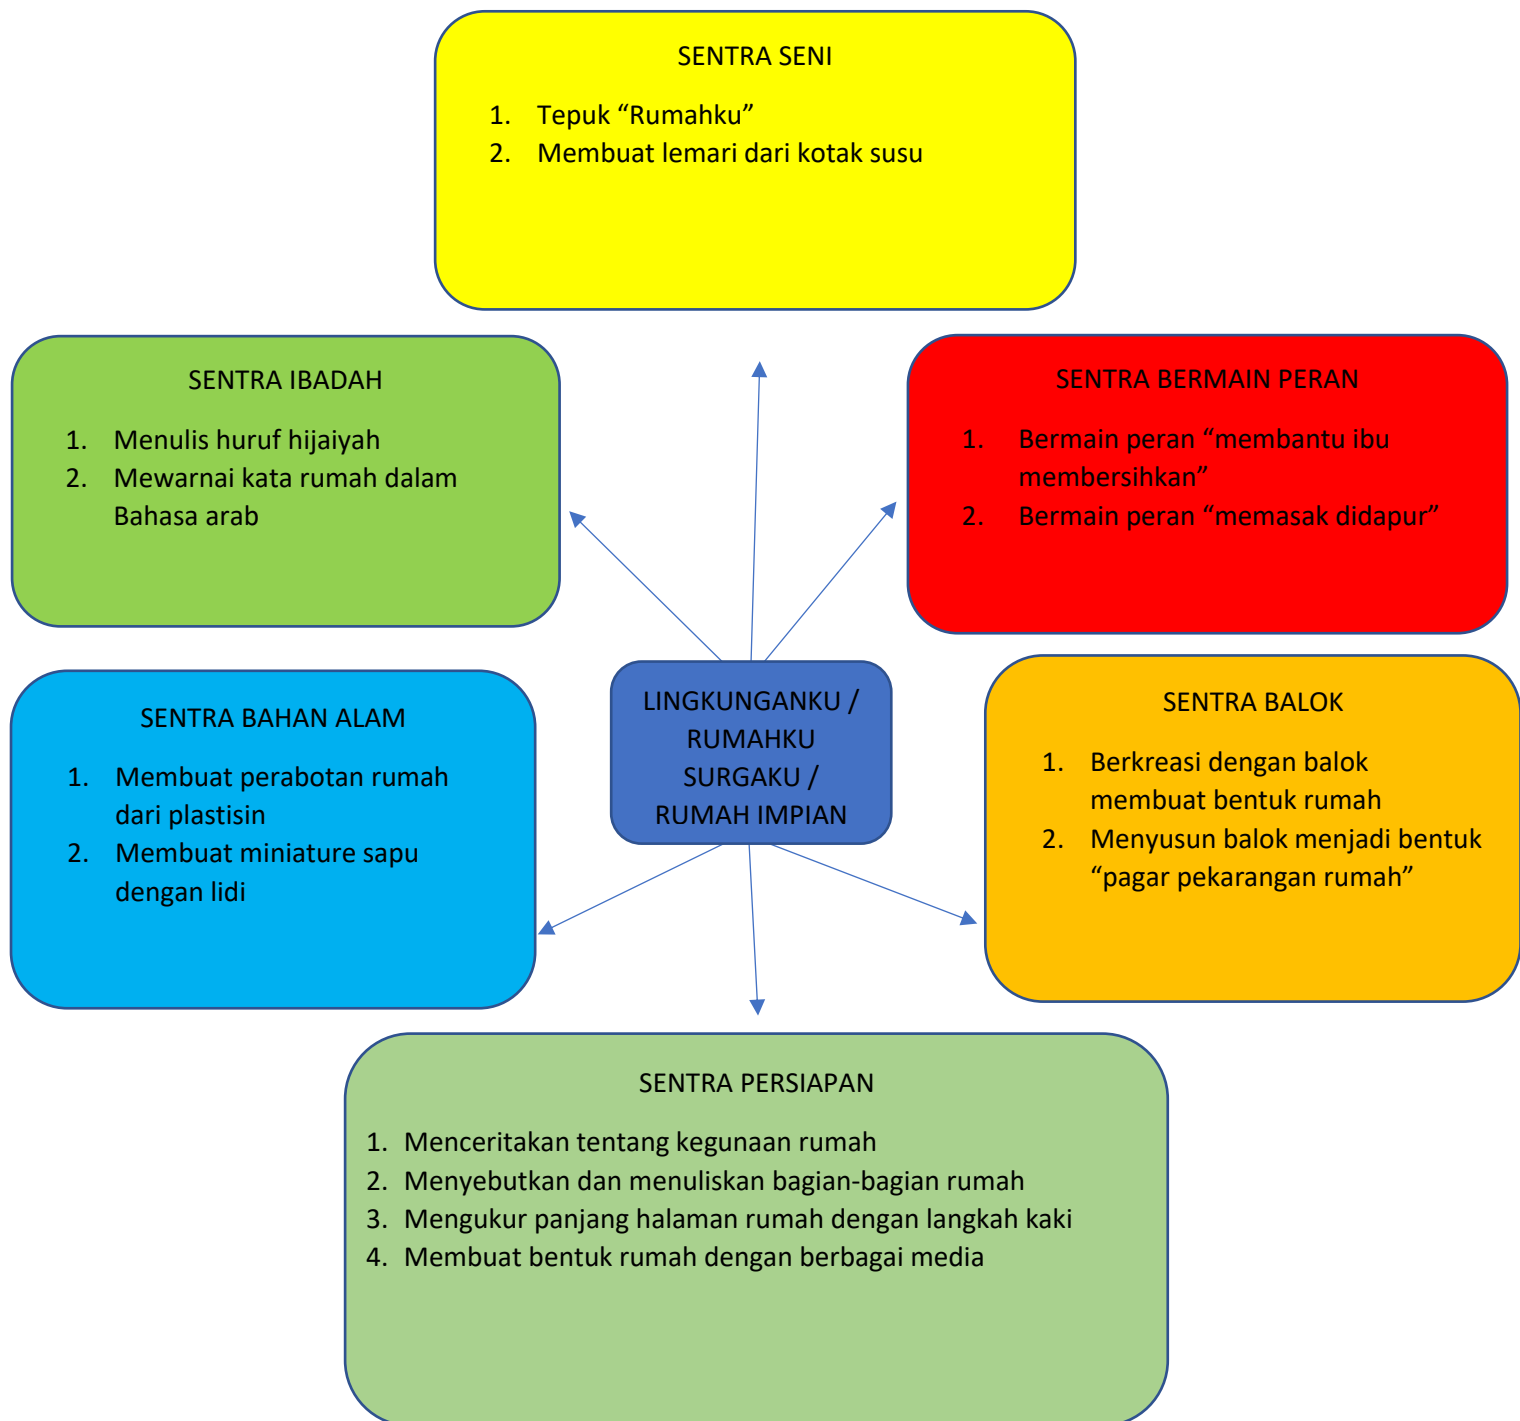 SENTRA SENI
1. Tepuk “Rumahku”
2. Membuat lemari dari kotak susu
SENTRA IBADAH
1. Menulis huruf hijaiyah
2. Mewarnai kata rumah dalam
Bahasa arab
SENTRA BERMAIN PERAN
1. Bermain peran “membantu ibu
membersihkan”
2. Bermain peran “memasak didapur”
LINGKUNGANKU /
RUMAHKU
SURGAKU /
RUMAH IMPIAN
SENTRA BAHAN ALAM
1. Membuat perabotan rumah
dari plastisin
2. Membuat miniature sapu
dengan lidi
SENTRA BALOK
1. Berkreasi dengan balok
membuat bentuk rumah
2. Menyusun balok menjadi bentuk
“pagar pekarangan rumah”
SENTRA PERSIAPAN
1. Menceritakan tentang kegunaan rumah
2. Menyebutkan dan menuliskan bagian-bagian rumah
3. Mengukur panjang halaman rumah dengan langkah kaki
4. Membuat bentuk rumah dengan berbagai media